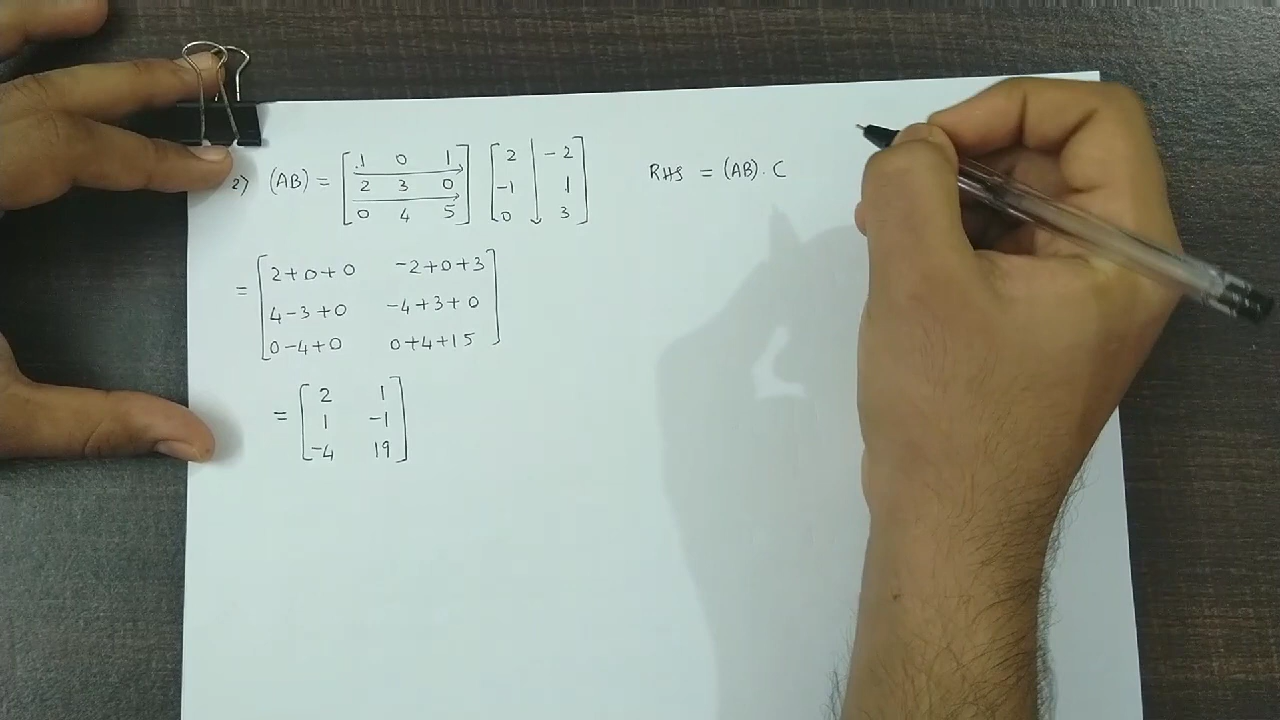 2) (AB) = [1 0 1 2 -2
2 3 0 -1 1
0 4 5] 0 3
RHS = (AB). C
= [2+0+0 -2+0+3
4-3+0 -4+3+0
0-4+0 0+4+15]
= [2 1
1 -1
-4 19]